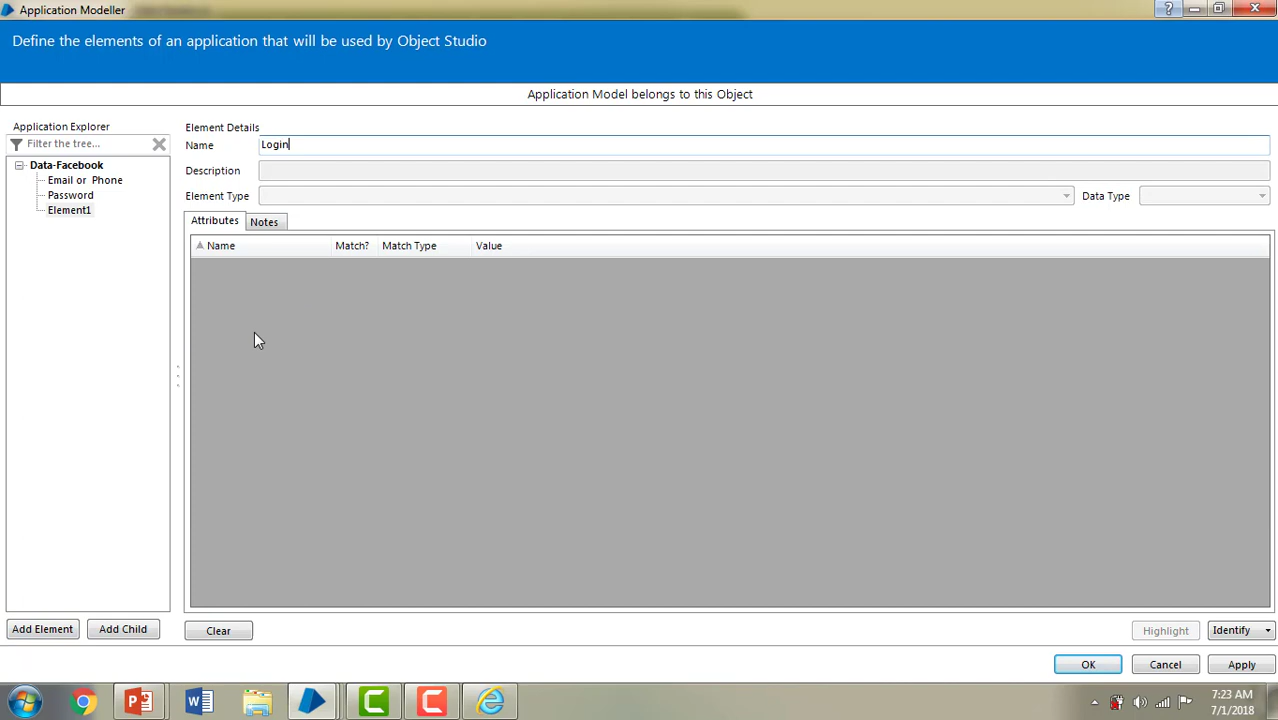 Application Modeller
?
Define the elements of an application that will be used by Object Studio
Application Model belongs to this Object
Application Explorer
Filter the tree...
Data-Facebook
Email or Phone
Password
Element1
Element Details
Name Login
Description
Element Type Data Type
Attributes Notes
Name Match? Match Type Value
Add Element Add Child Clear Highlight Identify
OK Cancel Apply
7:23 AM
7/1/2018